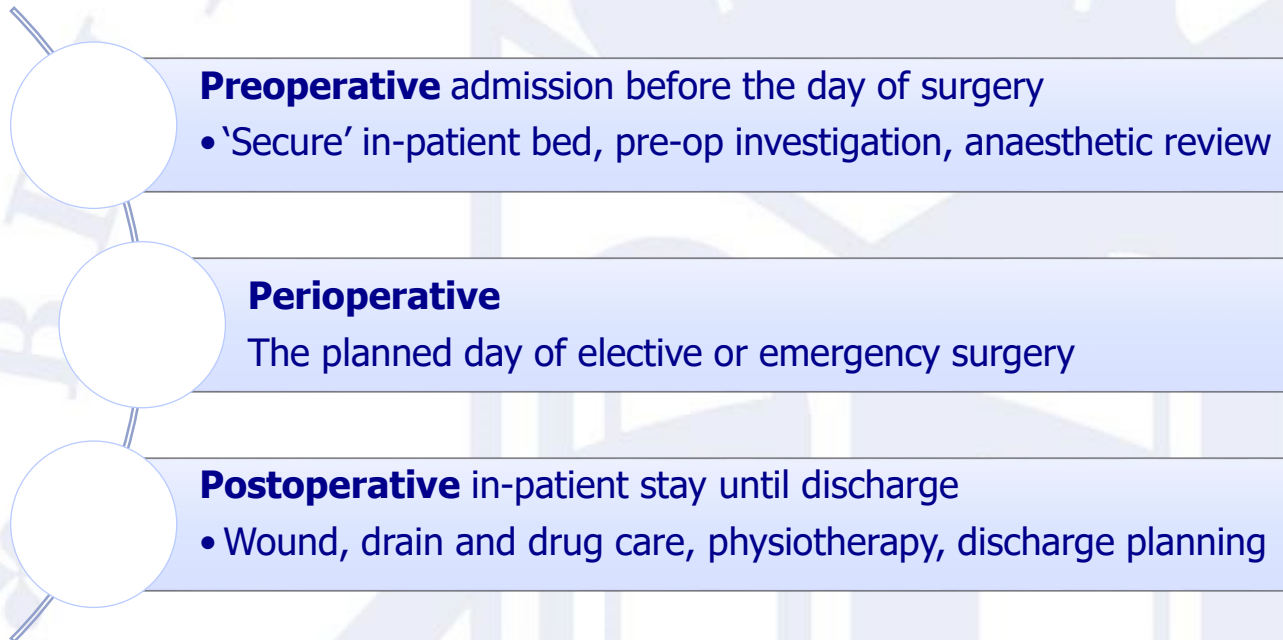 Preoperative admission before the day of surgery
• ‘Secure’ in-patient bed, pre-op investigation, anaesthetic review
Perioperative
The planned day of elective or emergency surgery
Postoperative in-patient stay until discharge
• Wound, drain and drug care, physiotherapy, discharge planning